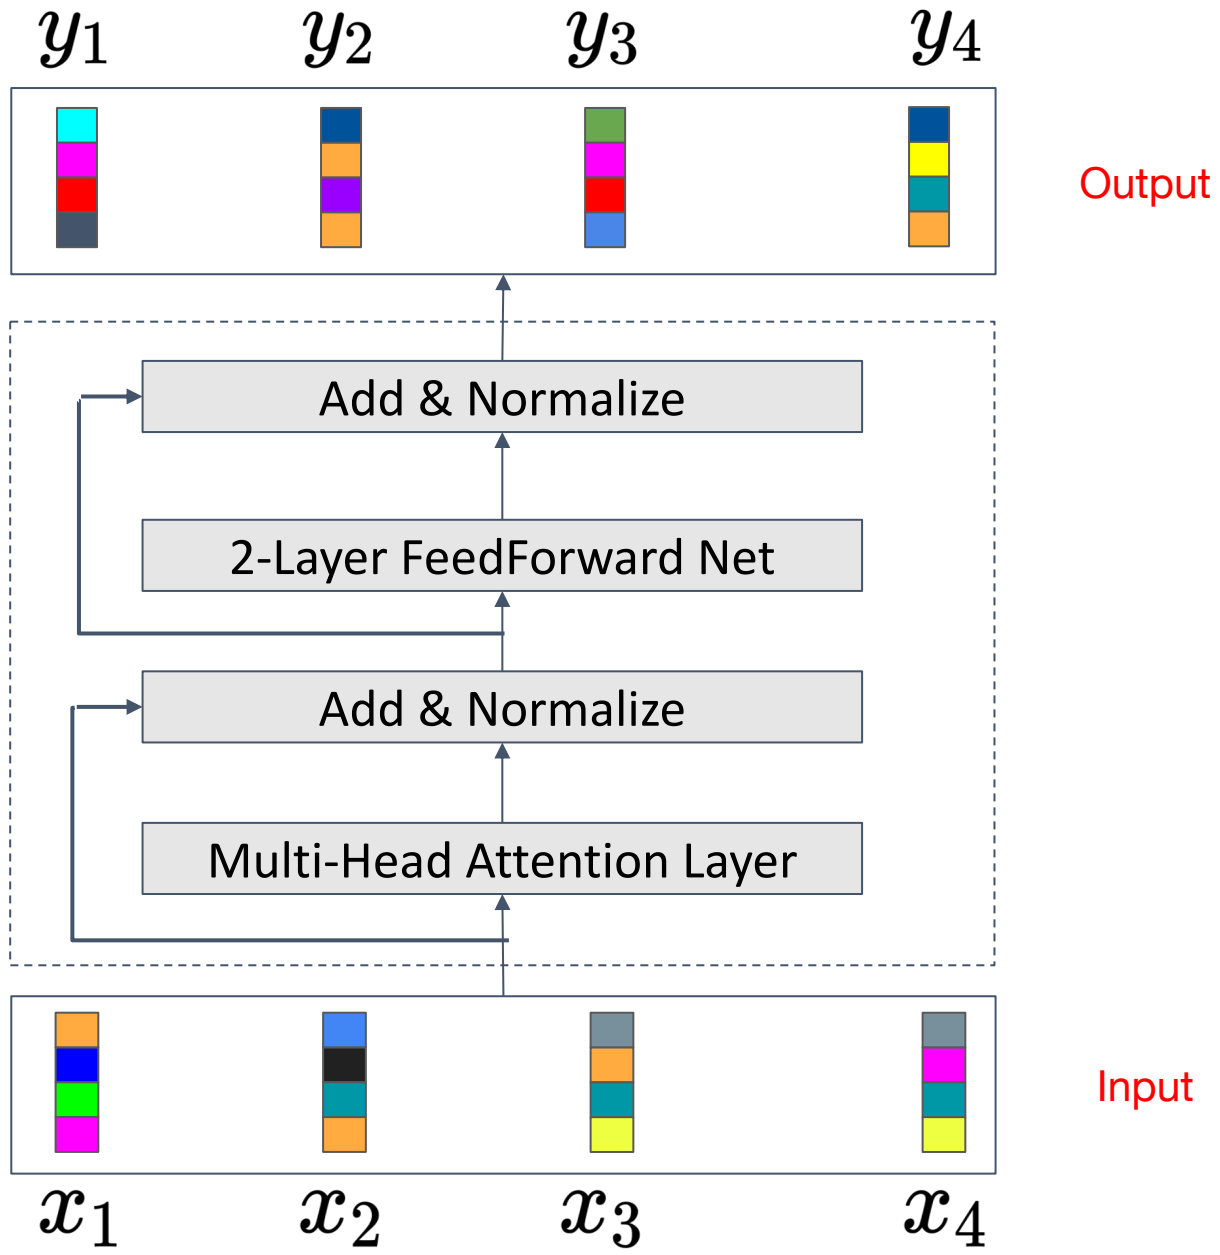 y1 y2 y3 y4
Output
Add & Normalize
2-Layer FeedForward Net
Add & Normalize
Multi-Head Attention Layer
Input
x1 x2 x3 x4